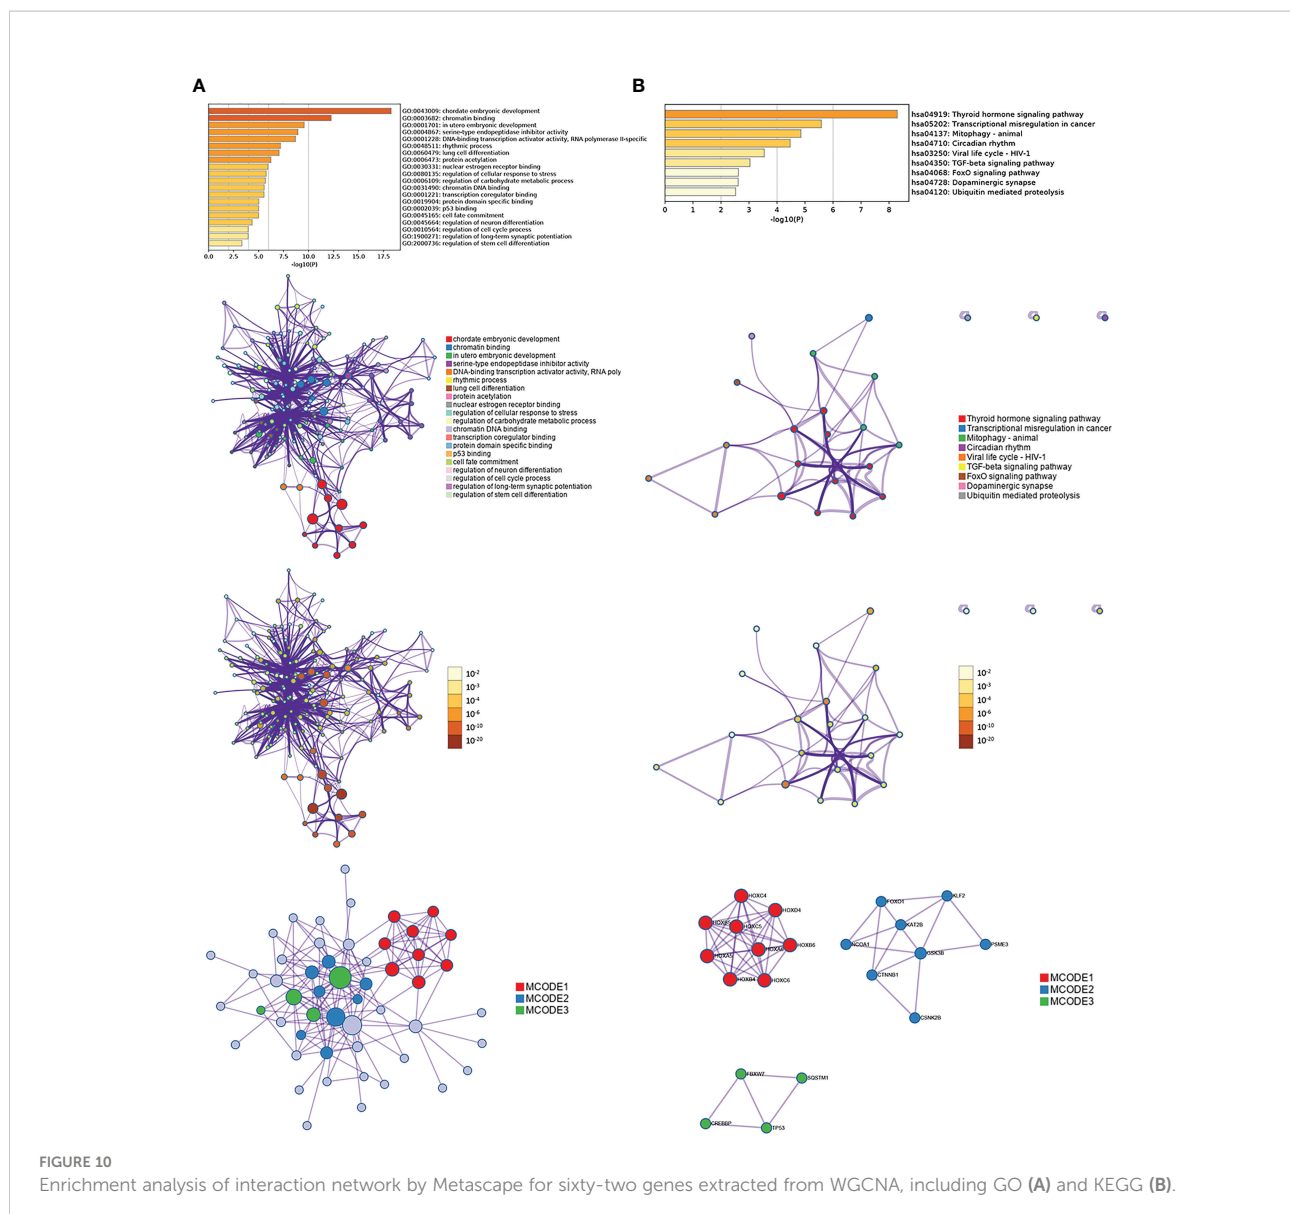 A
GO:0043009: chordate embryonic development
GO:0003682: chromatin binding
GO:0001701: in utero embryonic development
GO:0004867: serine-type endopeptidase inhibitor activity
GO:0001228: DNA-binding transcription activator activity, RNA polymerase II-specific
GO:0048511: rhythmic process
GO:0060479: lung cell differentiation
GO:0006473: protein acetylation
GO:0030331: nuclear estrogen receptor binding
GO:0080135: regulation of cellular response to stress
GO:0006109: regulation of carbohydrate metabolic process
GO:0031490: chromatin DNA binding
GO:0001221: transcription coregulator binding
GO:0019904: protein domain specific binding
GO:0002039: p53 binding
GO:0045165: cell fate commitment
GO:0045664: regulation of neuron differentiation
GO:0010564: regulation of cell cycle process
GO:1900271: regulation of long-term synaptic potentiation
GO:2000736: regulation of stem cell differentiation
0.0 2.5 5.0 7.5 10.0 12.5 15.0 17.5
-log10(P)
chordate embryonic development
chromatin binding
in utero embryonic development
serine-type endopeptidase inhibitor activity
DNA-binding transcription activator activity, RNA poly
rhythmic process
lung cell differentiation
protein acetylation
nuclear estrogen receptor binding
regulation of cellular response to stress
regulation of carbohydrate metabolic process
chromatin DNA binding
transcription coregulator binding
protein domain specific binding
p53 binding
cell fate commitment
regulation of neuron differentiation
regulation of cell cycle process
regulation of long-term synaptic potentiation
regulation of stem cell differentiation
10-2
10-3
10-4
10-6
10-10
10-20
MCODE1
MCODE2
MCODE3
B
hsa04919: Thyroid hormone signaling pathway
hsa05202: Transcriptional misregulation in cancer
hsa04137: Mitophagy - animal
hsa04710: Circadian rhythm
hsa03250: Viral life cycle - HIV-1
hsa04350: TGF-beta signaling pathway
hsa04068: FoxO signaling pathway
hsa04728: Dopaminergic synapse
hsa04120: Ubiquitin mediated proteolysis
0 1 2 3 4 5 6 7 8
-log10(P)
Thyroid hormone signaling pathway
Transcriptional misregulation in cancer
Mitophagy - animal
Circadian rhythm
Viral life cycle - HIV-1
TGF-beta signaling pathway
FoxO signaling pathway
Dopaminergic synapse
Ubiquitin mediated proteolysis
10-2
10-3
10-4
10-6
10-10
10-20
HOXC4
HOXD4
HOXC5
HOXB6
HOXA5
HOXB4
HOXC6
FOXO1
KLF2
KAT2B
NCOA1
GSK3B
PSME3
CTNNB1
CSNK2B
MCODE1
MCODE2
MCODE3
FBXW7
SQSTM1
CREBBP
TP53
FIGURE 10
Enrichment analysis of interaction network by Metascape for sixty-two genes extracted from WGCNA, including GO (A) and KEGG (B).